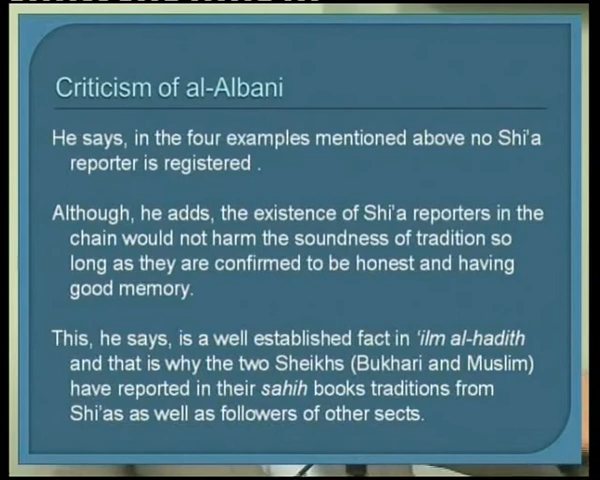 Criticism of al-Albani
He says, in the four examples mentioned above no Shi'a
reporter is registered .
Although, he adds, the existence of Shi'a reporters in the
chain would not harm the soundness of tradition so
long as they are confirmed to be honest and having
good memory.
This, he says, is a well established fact in 'ilm al-hadith
and that is why the two Sheikhs (Bukhari and Muslim)
have reported in their sahih books traditions from
Shi'as as well as followers of other sects.